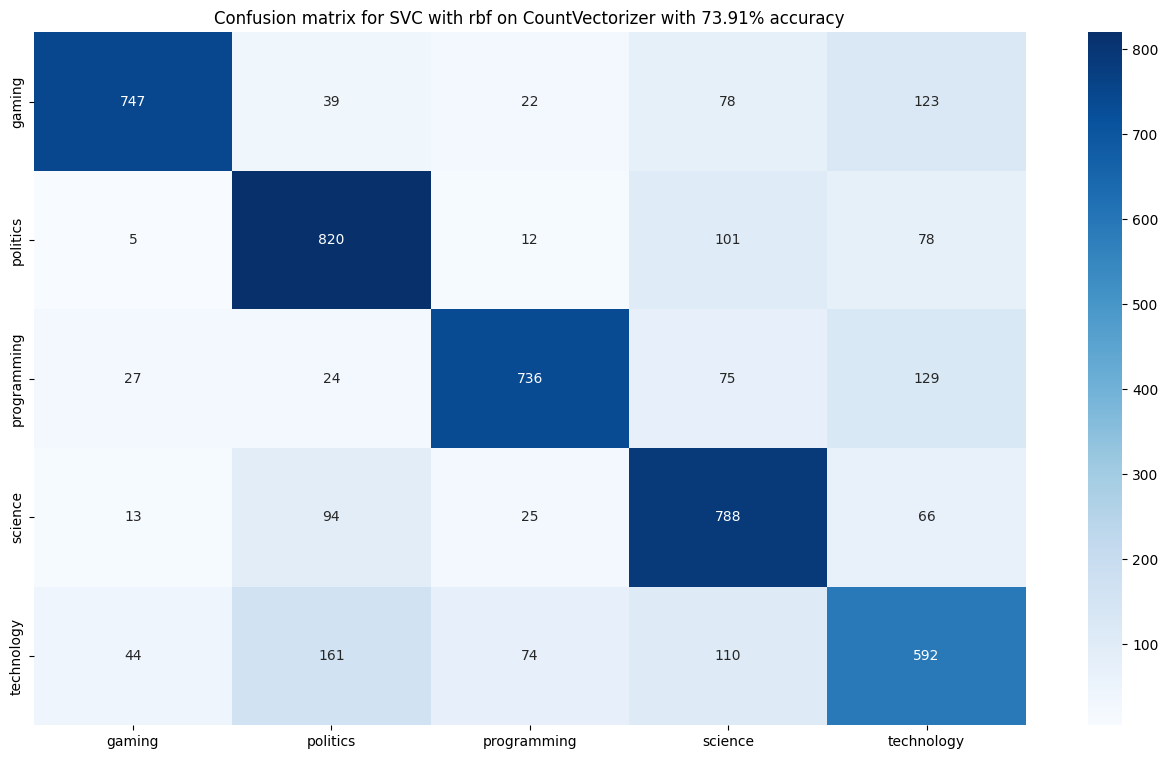 Confusion matrix for SVC with rbf on CountVectorizer with 73.91% accuracy
gaming 747 39 22 78 123
politics 5 820 12 101 78
programming 27 24 736 75 129
science 13 94 25 788 66
technology 44 161 74 110 592
gaming politics programming science technology
800
700
600
500
400
300
200
100